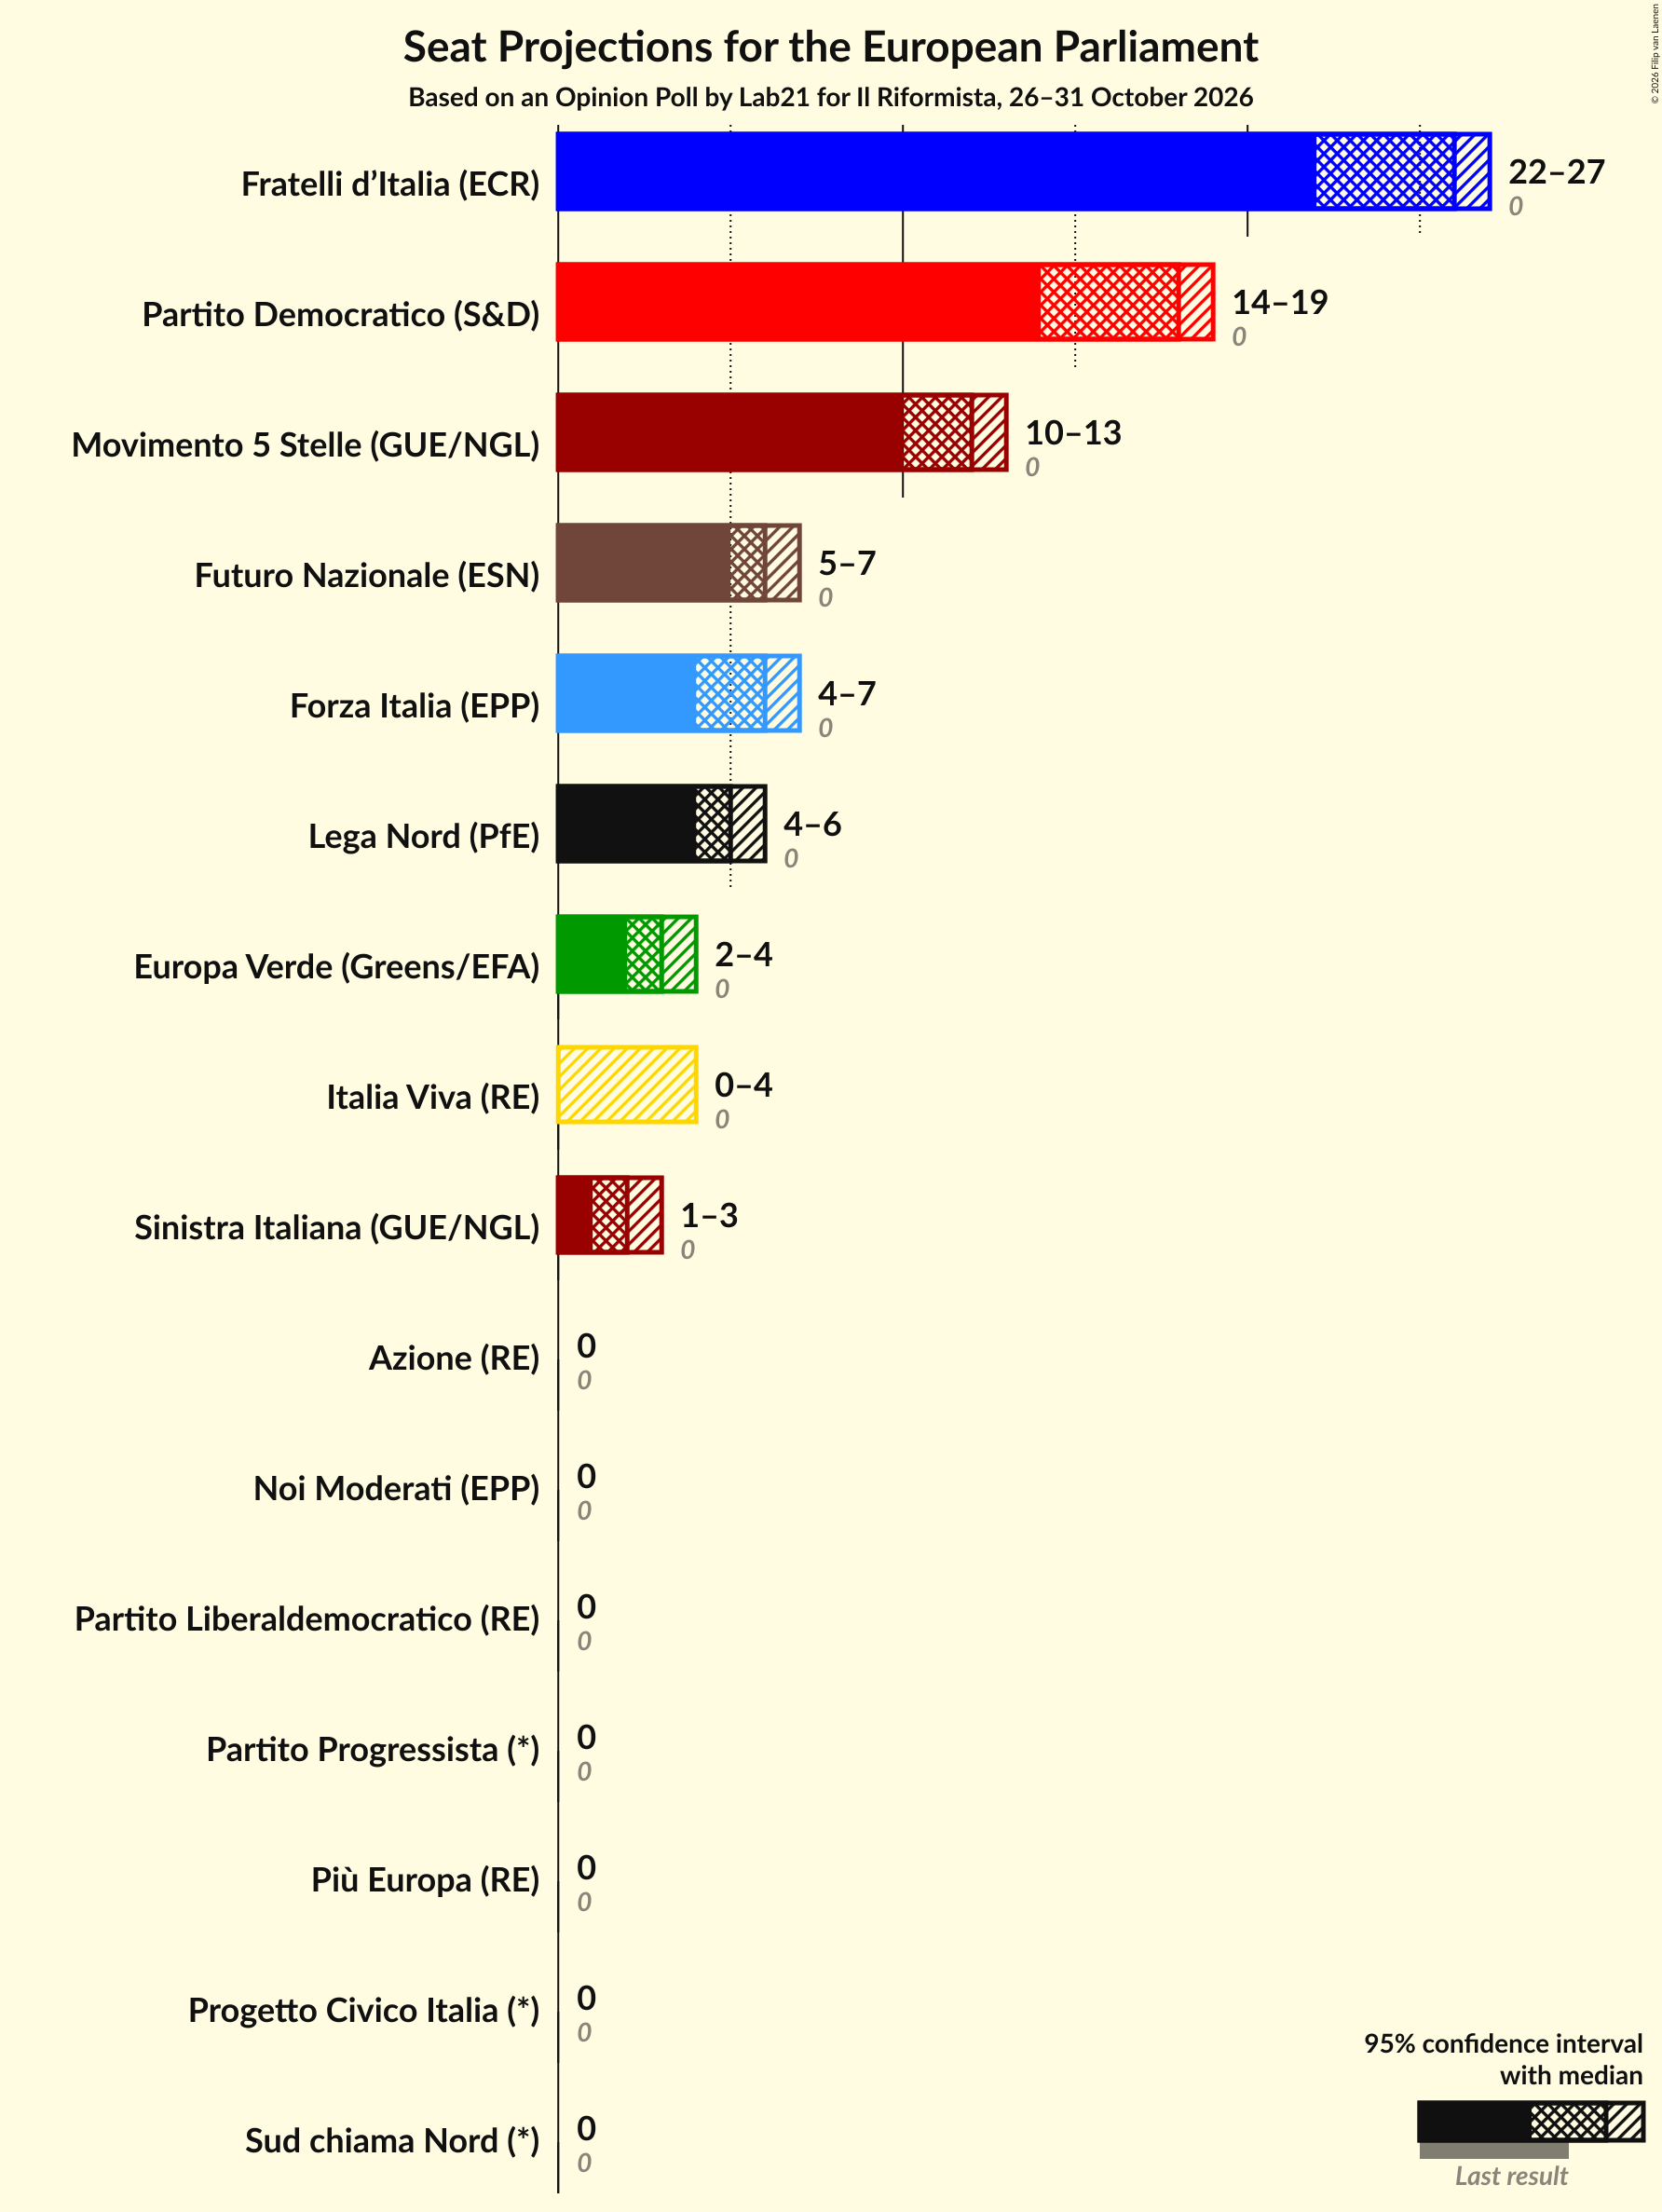 Seat Projections for the European Parliament
Based on an Opinion Poll by Lab21 for Il Riformista, 26–31 October 2026
© 2026 Filip van Laenen
Fratelli d’Italia (ECR)
22–27
0
Partito Democratico (S&D)
14–19
0
Movimento 5 Stelle (GUE/NGL)
10–13
0
Futuro Nazionale (ESN)
5–7
0
Forza Italia (EPP)
4–7
0
Lega Nord (PfE)
4–6
0
Europa Verde (Greens/EFA)
2–4
0
Italia Viva (RE)
0–4
0
Sinistra Italiana (GUE/NGL)
1–3
0
Azione (RE)
0
0
Noi Moderati (EPP)
0
0
Partito Liberaldemocratico (RE)
0
0
Partito Progressista (*)
0
0
Più Europa (RE)
0
0
Progetto Civico Italia (*)
0
0
Sud chiama Nord (*)
0
0
95% confidence interval
with median
Last result